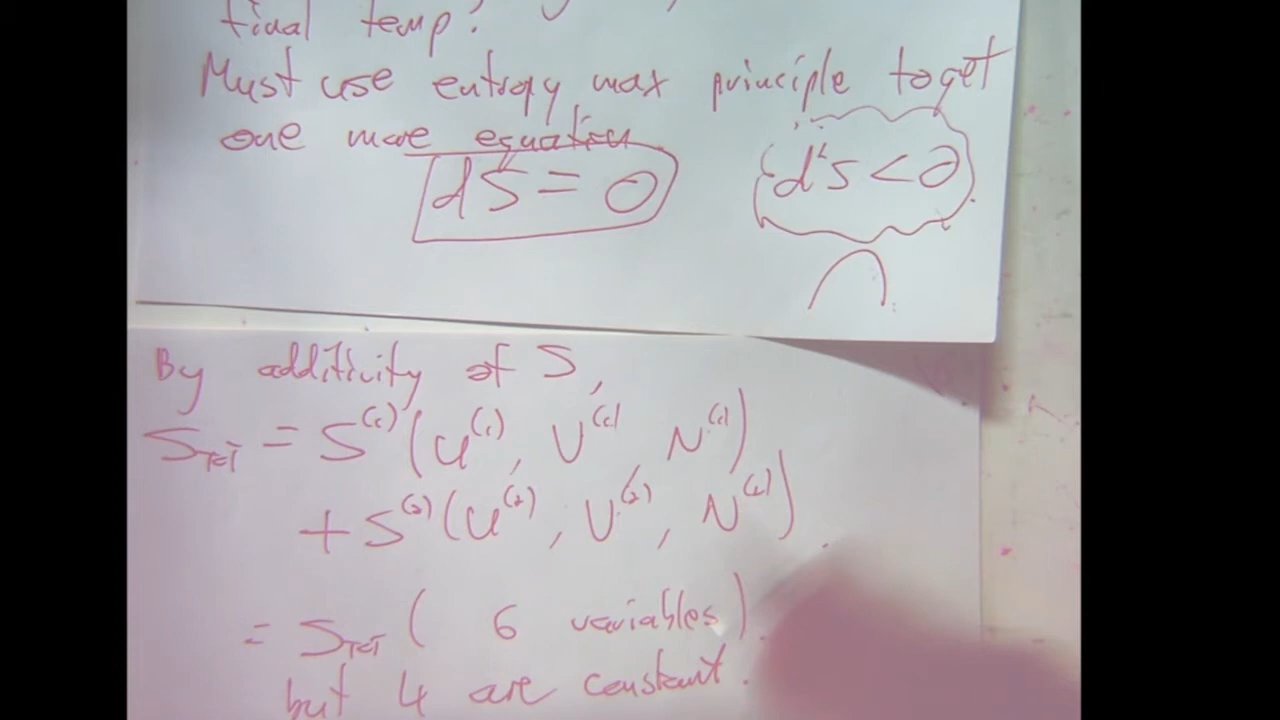 final temp?
Must use entropy max principle to get
one more equation
dS = 0
d²S < 0
By additivity of S,
S_TOT = S^(1) (U^(1), V^(1), N^(1))
+ S^(2) (U^(2), V^(2), N^(2))
= S_TOT ( 6 variables )
but 4 are constant.